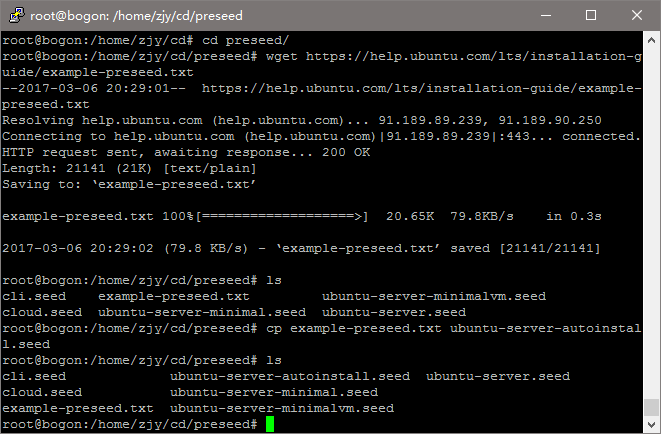 root@bogon: /home/zjy/cd/preseed
root@bogon:/home/zjy/cd# cd preseed/
root@bogon:/home/zjy/cd/preseed# wget https://help.ubuntu.com/lts/installation-g
uide/example-preseed.txt
--2017-03-06 20:29:01--  https://help.ubuntu.com/lts/installation-guide/example-
preseed.txt
Resolving help.ubuntu.com (help.ubuntu.com)... 91.189.89.239, 91.189.90.250
Connecting to help.ubuntu.com (help.ubuntu.com)|91.189.89.239|:443... connected.
HTTP request sent, awaiting response... 200 OK
Length: 21141 (21K) [text/plain]
Saving to: ‘example-preseed.txt’
example-preseed.txt 100%[===================>]  20.65K  79.8KB/s    in 0.3s
2017-03-06 20:29:02 (79.8 KB/s) - ‘example-preseed.txt’ saved [21141/21141]
root@bogon:/home/zjy/cd/preseed# ls
cli.seed    example-preseed.txt         ubuntu-server-minimalvm.seed
cloud.seed  ubuntu-server-minimal.seed  ubuntu-server.seed
root@bogon:/home/zjy/cd/preseed# cp example-preseed.txt ubuntu-server-autoinstal
l.seed
root@bogon:/home/zjy/cd/preseed# ls
cli.seed             ubuntu-server-autoinstall.seed  ubuntu-server.seed
cloud.seed           ubuntu-server-minimal.seed
example-preseed.txt  ubuntu-server-minimalvm.seed
root@bogon:/home/zjy/cd/preseed#